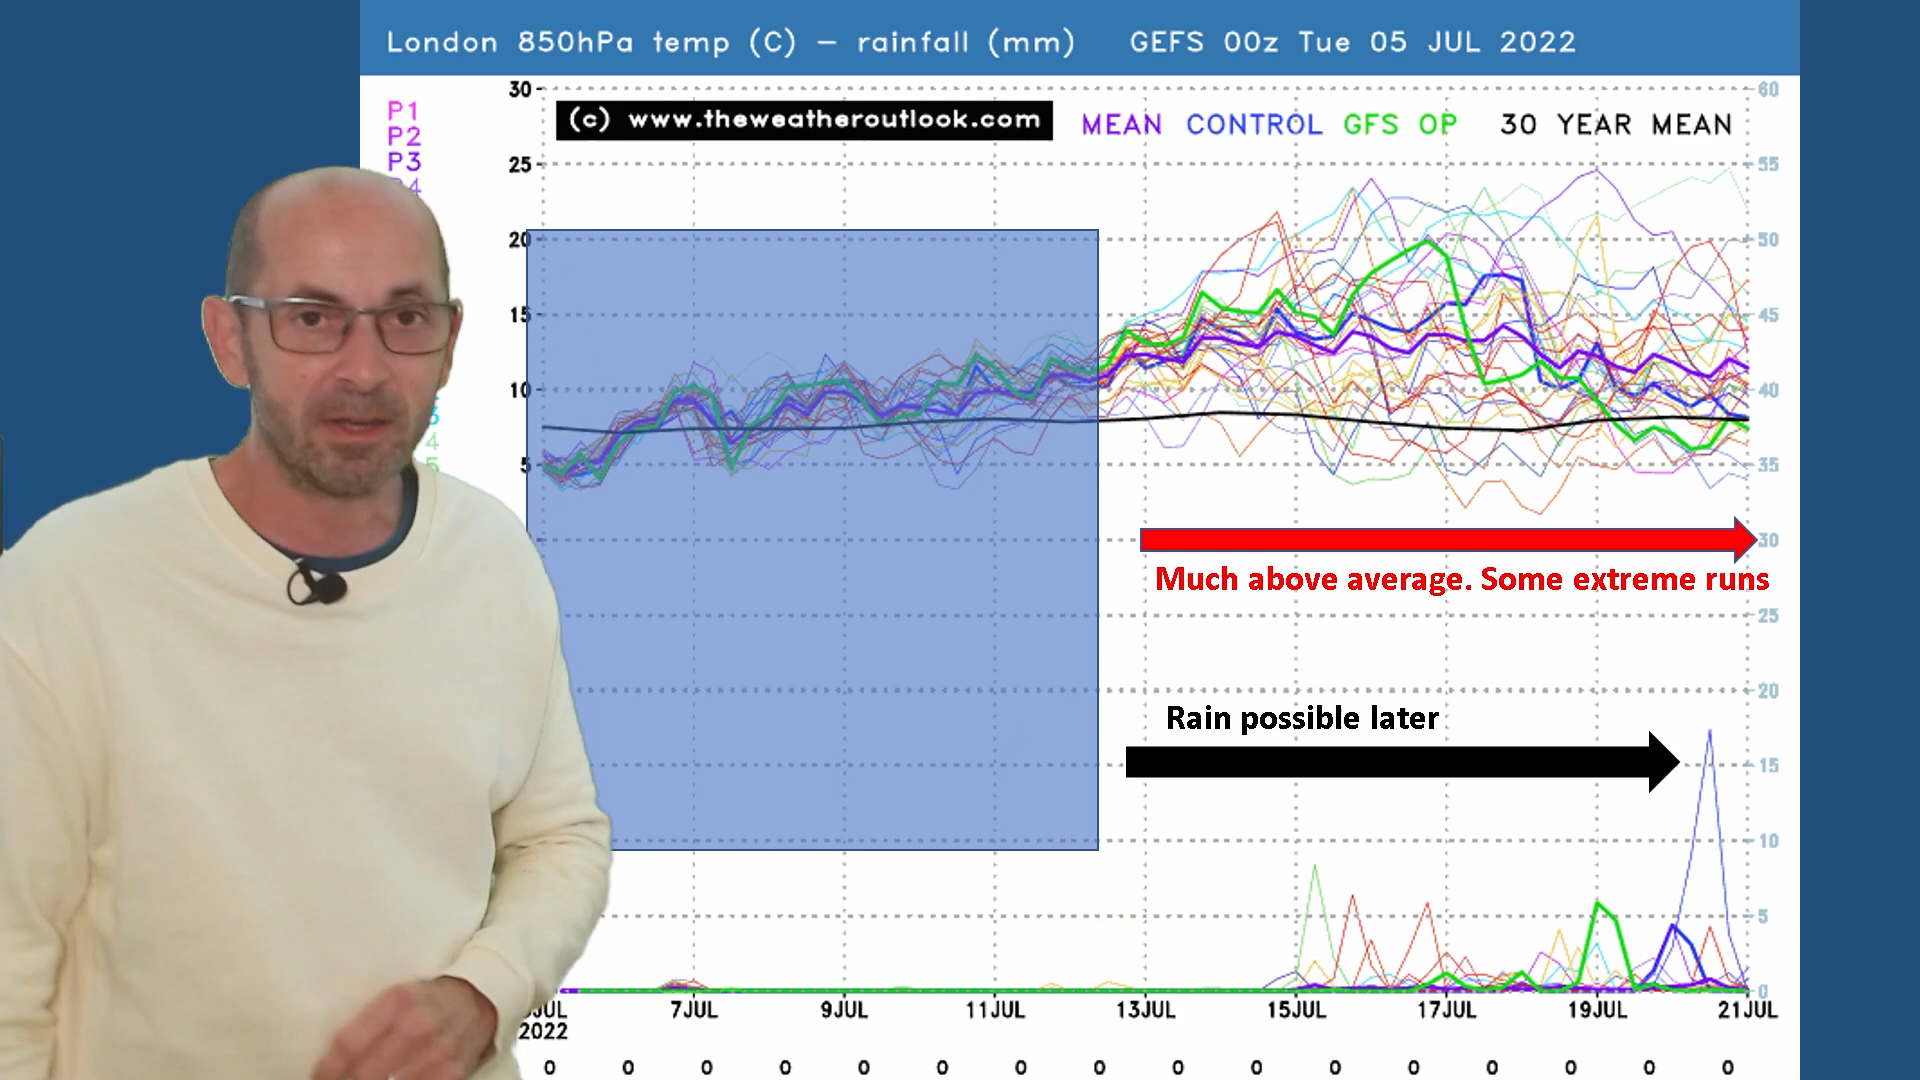 London 850hPa temp (C) – rainfall (mm) GEFS 00z Tue 05 JUL 2022
30 60
(c) www.theweatheroutlook.com MEAN CONTROL GFS OP 30 YEAR MEAN
P1
P2
P3
25 55
20 50
15 45
10 40
5 35
30
Much above average. Some extreme runs
25
20
Rain possible later
15
10
5
0
JUL 7JUL 9JUL 11JUL 13JUL 15JUL 17JUL 19JUL 21JUL
2022
0 0 0 0 0 0 0 0 0 0 0 0 0 0 0 0